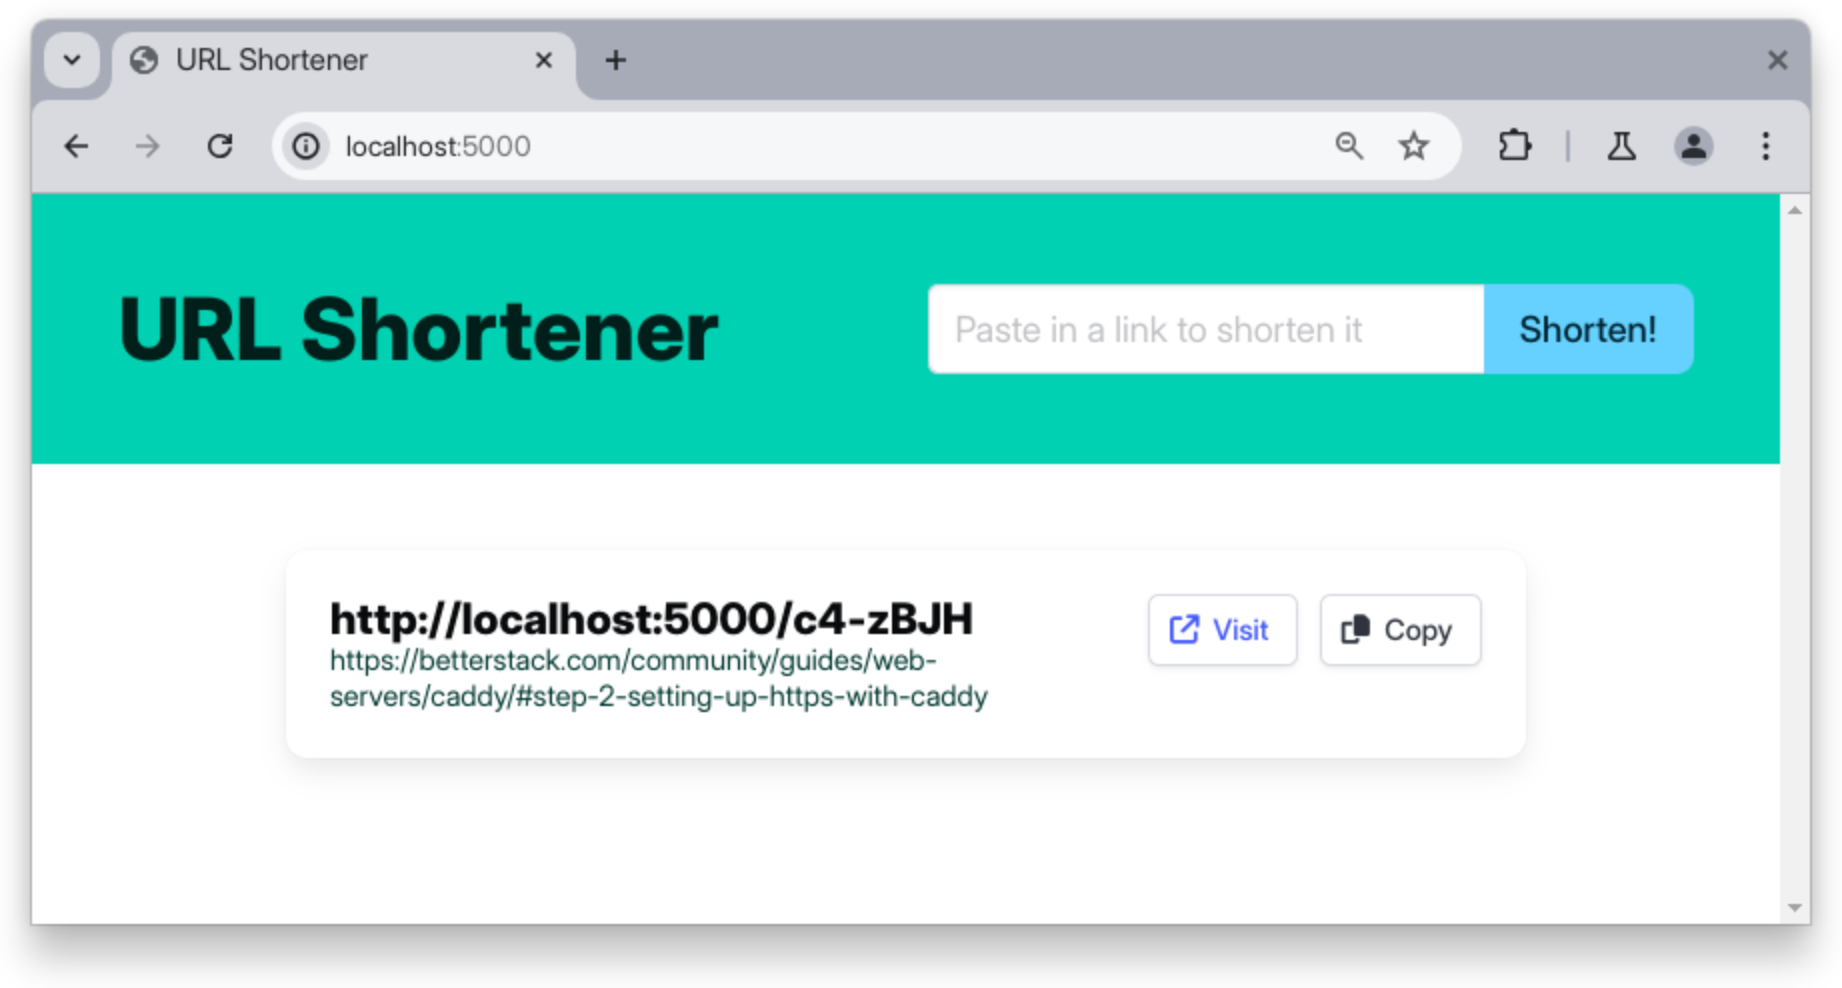 URL Shortener
localhost:5000
URL Shortener
Paste in a link to shorten it
Shorten!
http://localhost:5000/c4-zBJH
https://betterstack.com/community/guides/web-
servers/caddy/#step-2-setting-up-https-with-caddy
Visit
Copy